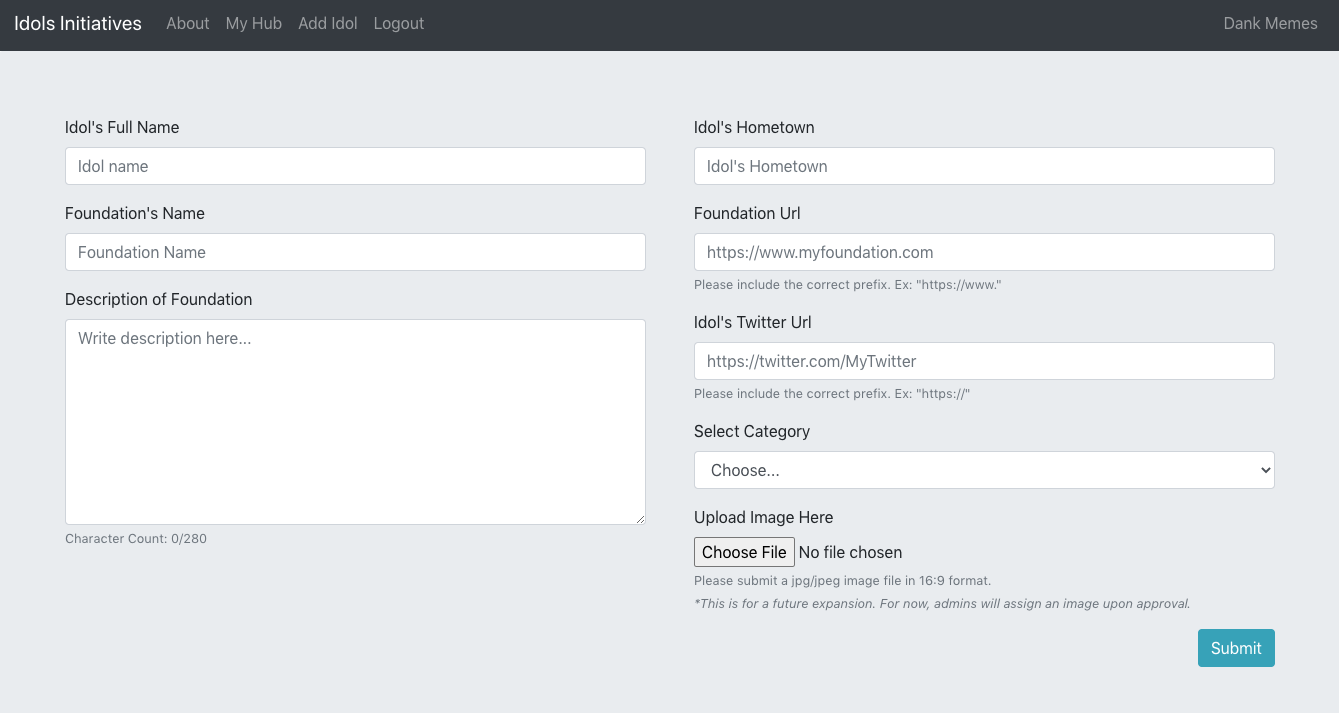 Idols Initiatives About My Hub Add Idol Logout Dank Memes
Idol's Full Name
Idol name
Foundation's Name
Foundation Name
Description of Foundation
Write description here...
Character Count: 0/280
Idol's Hometown
Idol's Hometown
Foundation Url
https://www.myfoundation.com
Please include the correct prefix. Ex: "https://www."
Idol's Twitter Url
https://twitter.com/MyTwitter
Please include the correct prefix. Ex: "https://"
Select Category
Choose...
Upload Image Here
Choose File No file chosen
Please submit a jpg/jpeg image file in 16:9 format.
*This is for a future expansion. For now, admins will assign an image upon approval.
Submit